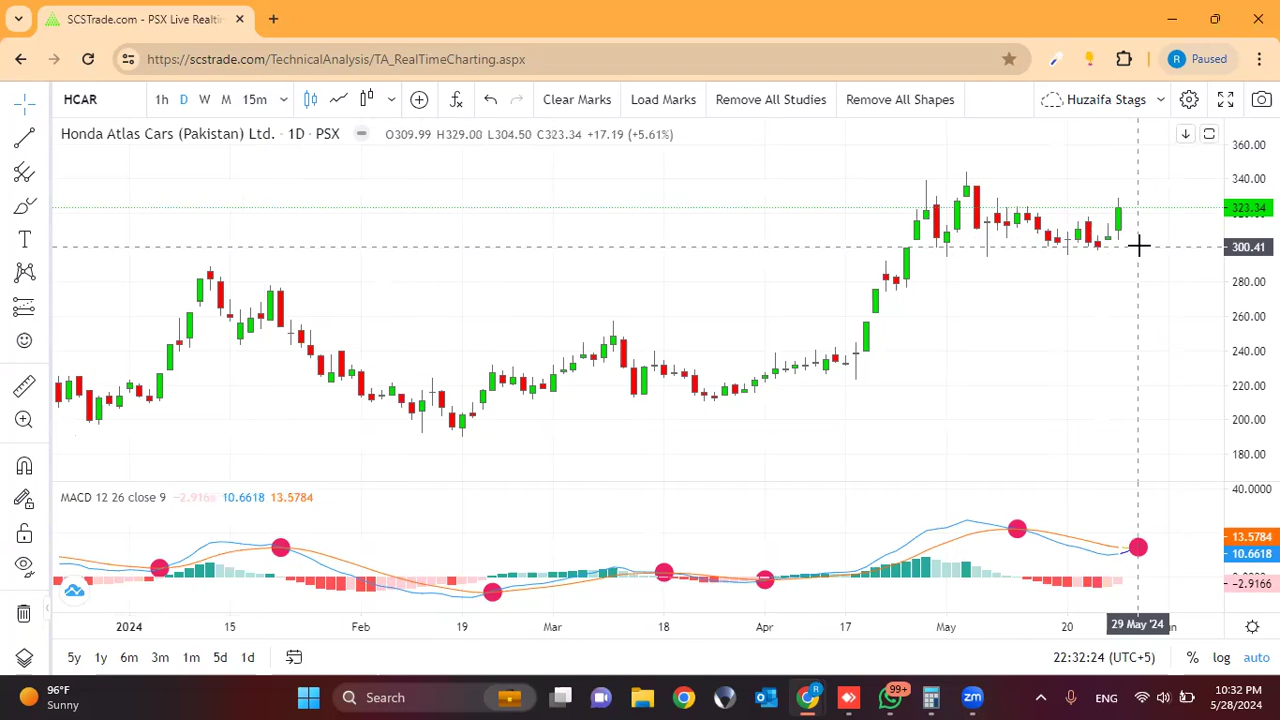 SCSTrade.com - PSX Live Realti
https://scstrade.com/TechnicalAnalysis/TA_RealTimeCharting.aspx
R Paused
HCAR 1h D W M 15m Clear Marks Load Marks Remove All Studies Remove All Shapes Huzaifa Stags
Honda Atlas Cars (Pakistan) Ltd. · 1D · PSX O309.99 H329.00 L304.50 C323.34 +17.19 (+5.61%)
360.00
340.00
323.34
300.41
280.00
260.00
240.00
220.00
200.00
180.00
MACD 12 26 close 9 −2.9166 10.6618 13.5784
40.0000
13.5784
10.6618
-2.9166
2024 15 Feb 19 Mar 18 Apr 17 May 20 29 May '24
5y 1y 6m 3m 1m 5d 1d 22:32:24 (UTC+5) % log auto
96°F
Sunny
Search
R
99+
zm
ENG
10:32 PM
5/28/2024